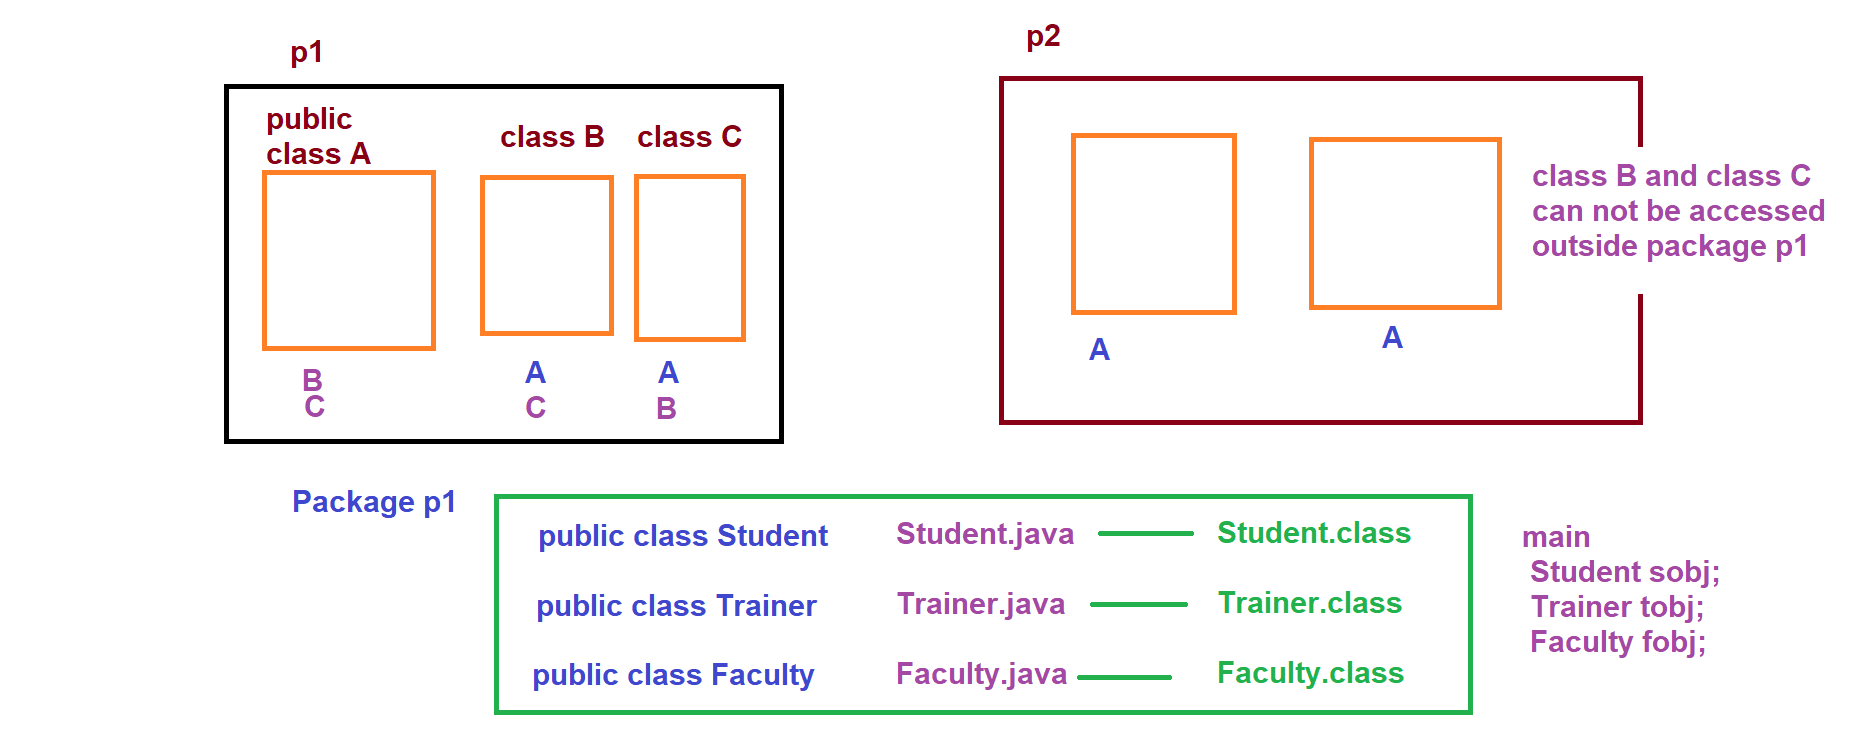 p1
public
class A
class B
class C
B
C
A
C
A
B
p2
A
A
class B and class C
can not be accessed
outside package p1
Package p1
public class Student
Student.java
Student.class
public class Trainer
Trainer.java
Trainer.class
public class Faculty
Faculty.java
Faculty.class
main
Student sobj;
Trainer tobj;
Faculty fobj;